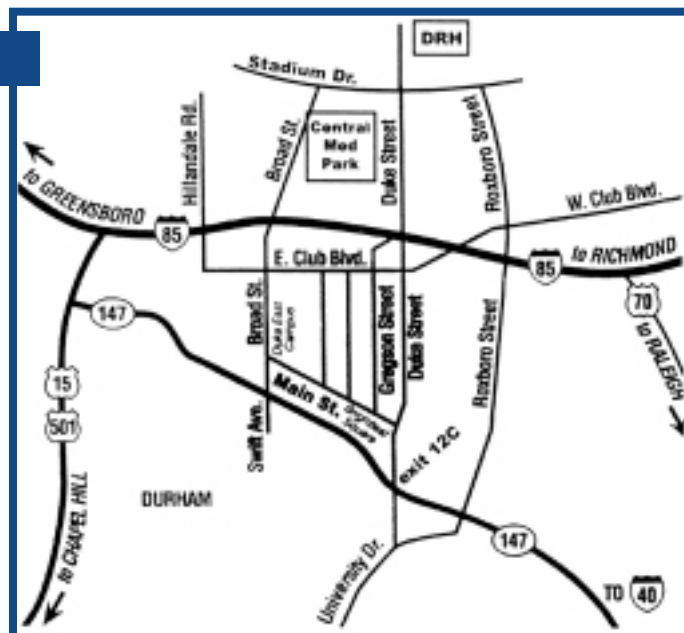 DRH
Stadium Dr.
Hillandale Rd.
Broad St.
Central
Med
Park
Duke Street
Roxboro Street
W. Club Blvd.
to GREENSBORO
85
E. Club Blvd.
to RICHMOND
85
70
to RALEIGH
147
Broad St.
Duke East
Campus
Gregson Street
Duke Street
Roxboro Street
15
501
Main St.
Brightleaf
Square
Swift Ave.
exit 12C
DURHAM
to CHAPEL HILL
147
University Dr.
TO 40